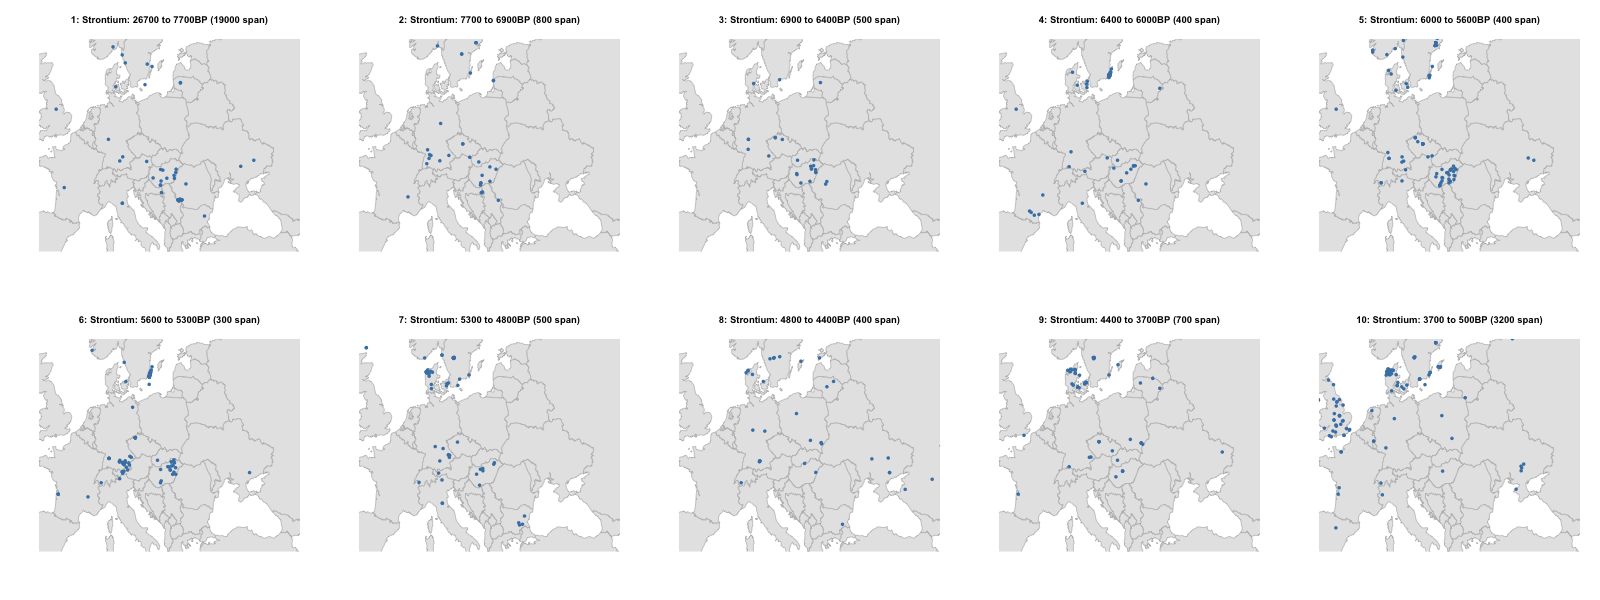 1: Strontium: 26700 to 7700BP (19000 span)
2: Strontium: 7700 to 6900BP (800 span)
3: Strontium: 6900 to 6400BP (500 span)
4: Strontium: 6400 to 6000BP (400 span)
5: Strontium: 6000 to 5600BP (400 span)
6: Strontium: 5600 to 5300BP (300 span)
7: Strontium: 5300 to 4800BP (500 span)
8: Strontium: 4800 to 4400BP (400 span)
9: Strontium: 4400 to 3700BP (700 span)
10: Strontium: 3700 to 500BP (3200 span)